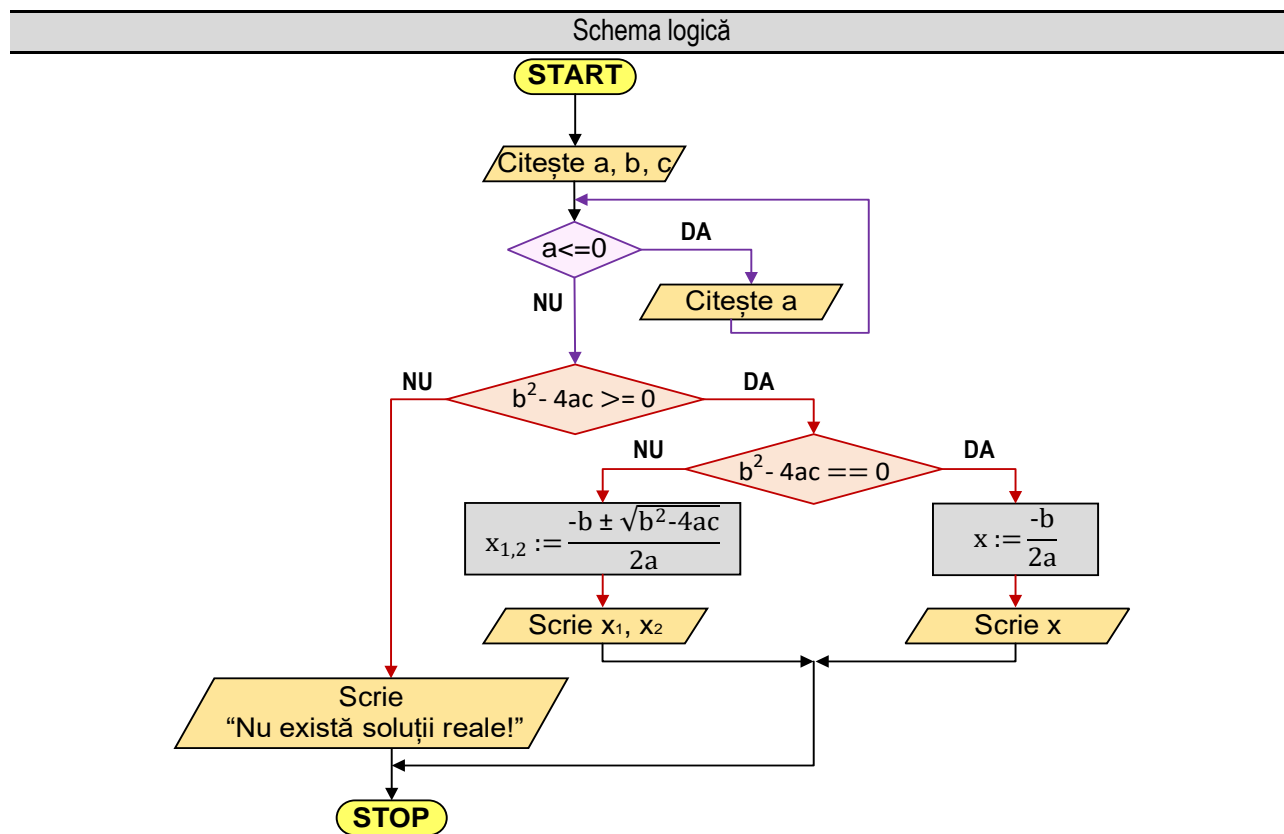 Schema logică
START
Citește a, b, c
a<=0
DA
NU
Citește a
NU
b²- 4ac >= 0
DA
NU
b²- 4ac == 0
DA
x₁,₂ := (-b ± √(b²-4ac)) / 2a
x := -b / 2a
Scrie x₁, x₂
Scrie x
Scrie
“Nu există soluții reale!”
STOP